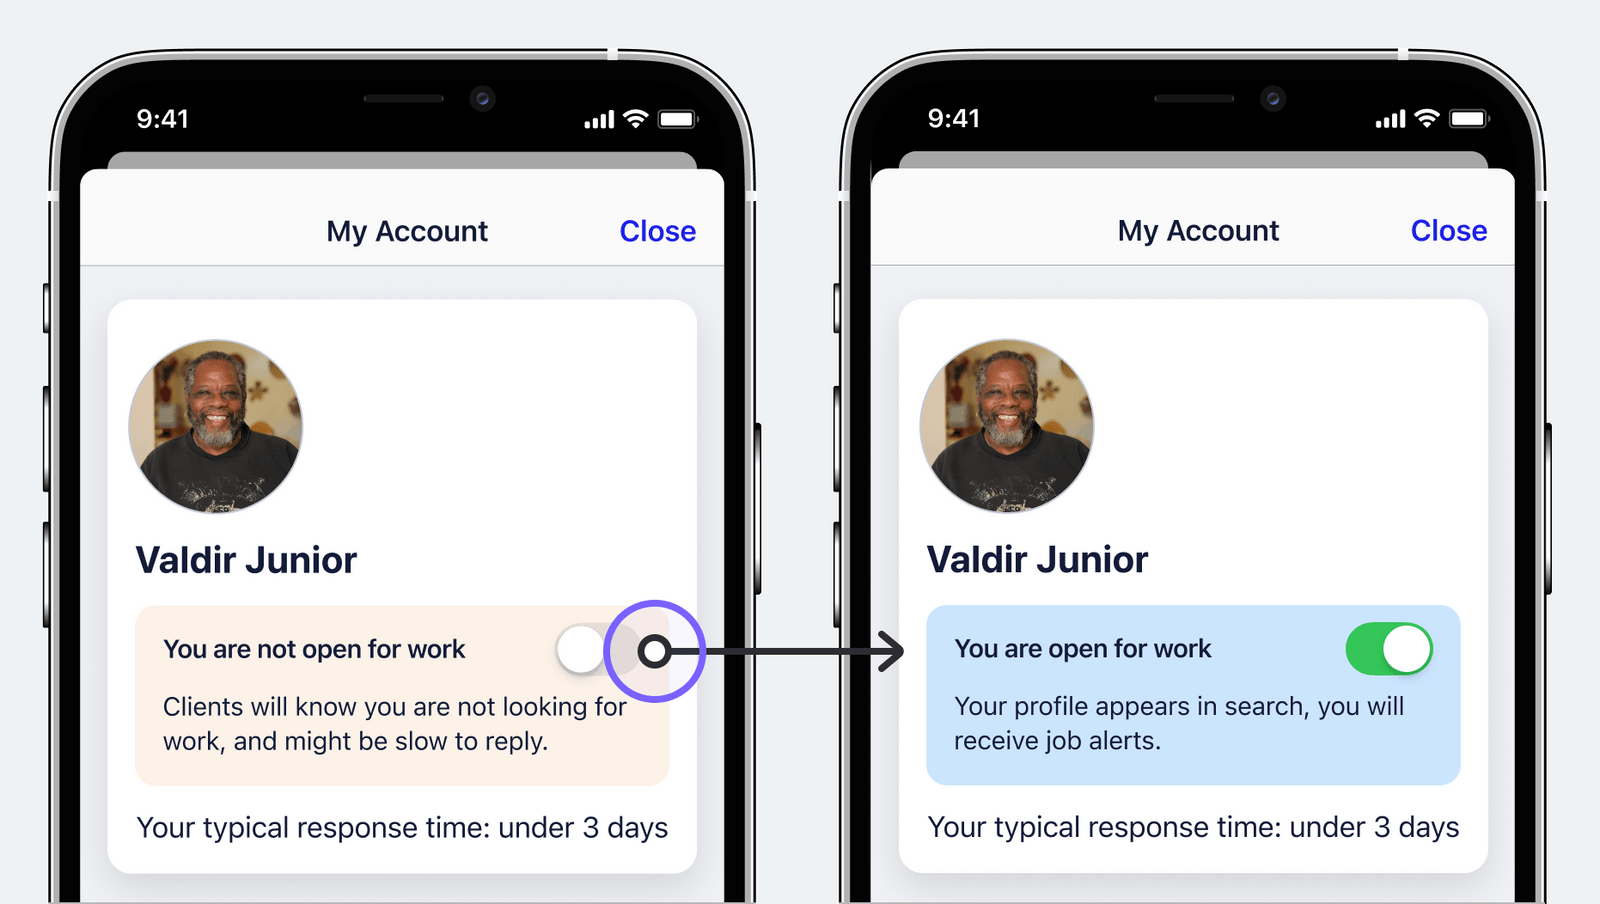 9:41
My Account
Close
Valdir Junior
You are not open for work
Clients will know you are not looking for
work, and might be slow to reply.
Your typical response time: under 3 days
9:41
My Account
Close
Valdir Junior
You are open for work
Your profile appears in search, you will
receive job alerts.
Your typical response time: under 3 days